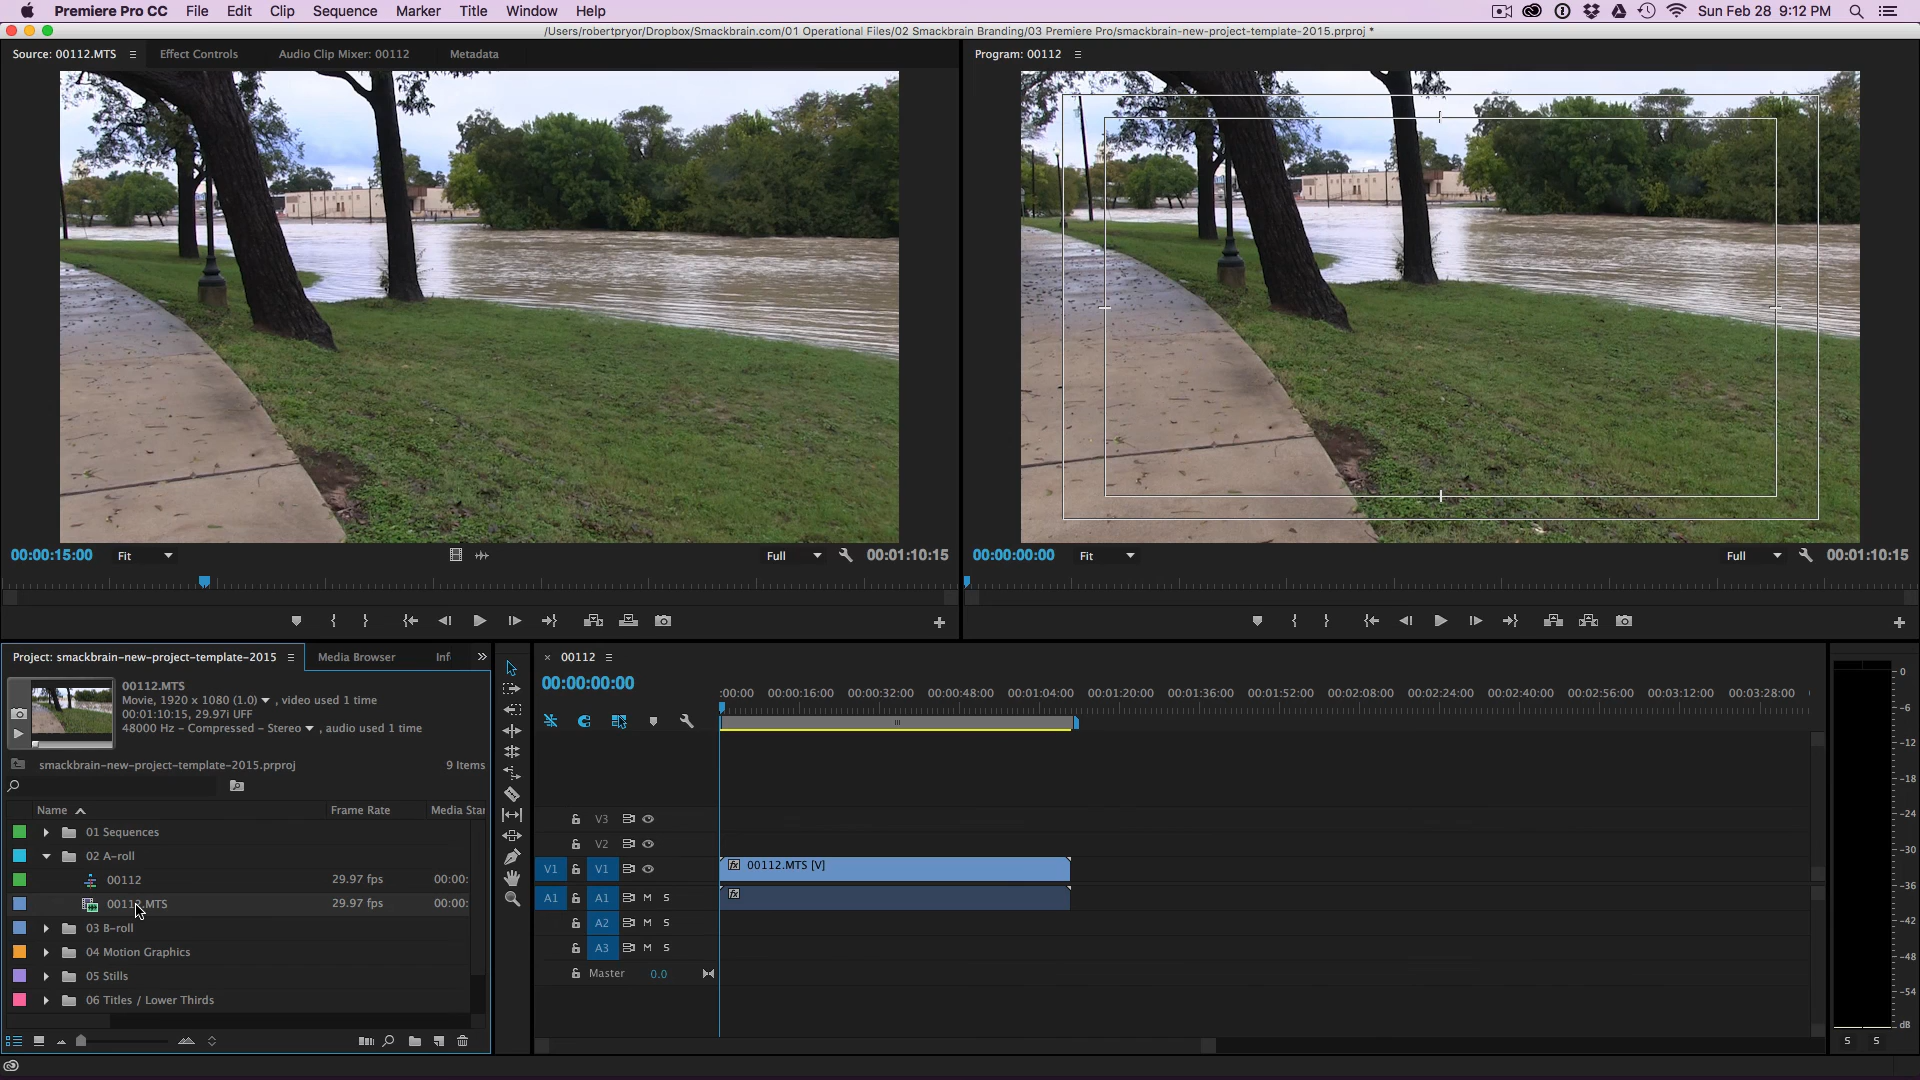 Premiere Pro CC File Edit Clip Sequence Marker Title Window Help Sun Feb 28 9:12 PM
/Users/robertpryor/Dropbox/Smackbrain.com/01 Operational Files/02 Smackbrain Branding/03 Premiere Pro/smackbrain-new-project-template-2015.prproj *
Source: 00112.MTS Effect Controls Audio Clip Mixer: 00112 Metadata
Program: 00112
00:00:15:00 Fit Full 00:01:10:15
00:00:00:00 Fit Full 00:01:10:15
Project: smackbrain-new-project-template-2015 Media Browser Inf
00112.MTS
Movie, 1920 x 1080 (1.0) , video used 1 time
00:01:10:15, 29.97i UFF
48000 Hz - Compressed - Stereo , audio used 1 time
smackbrain-new-project-template-2015.prproj 9 Items
Name Frame Rate Media Star
01 Sequences
02 A-roll
00112 29.97 fps 00:00:
00112.MTS 29.97 fps 00:00:
03 B-roll
04 Motion Graphics
05 Stills
06 Titles / Lower Thirds
00112
00:00:00:00
:00:00 00:00:16:00 00:00:32:00 00:00:48:00 00:01:04:00 00:01:20:00 00:01:36:00 00:01:52:00 00:02:08:00 00:02:24:00 00:02:40:00 00:02:56:00 00:03:12:00 00:03:28:00
V3
V2
V1 V1 fx 00112.MTS [V]
A1 A1 M S fx
A2 M S
A3 M S
Master 0.0
0
-6
-12
-18
-24
-30
-36
-42
-48
-54
dB
S S